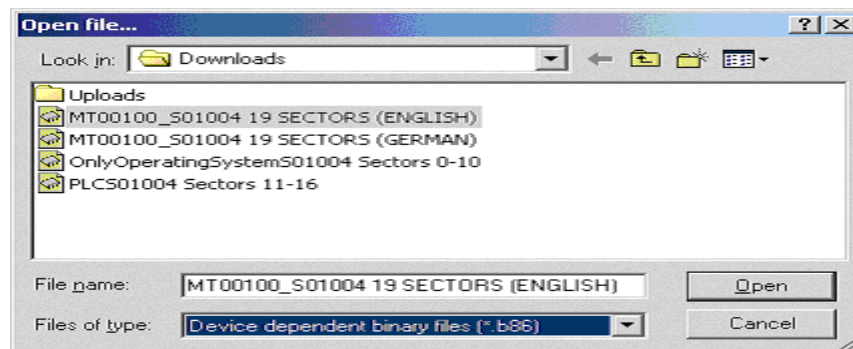 Open file...
Look in: Downloads
Uploads
MT00100_S01004 19 SECTORS (ENGLISH)
MT00100_S01004 19 SECTORS (GERMAN)
OnlyOperatingSystemS01004 Sectors 0-10
PLCS01004 Sectors 11-16
File name: MT00100_S01004 19 SECTORS (ENGLISH) Open
Files of type: Device dependent binary files (*.b86) Cancel